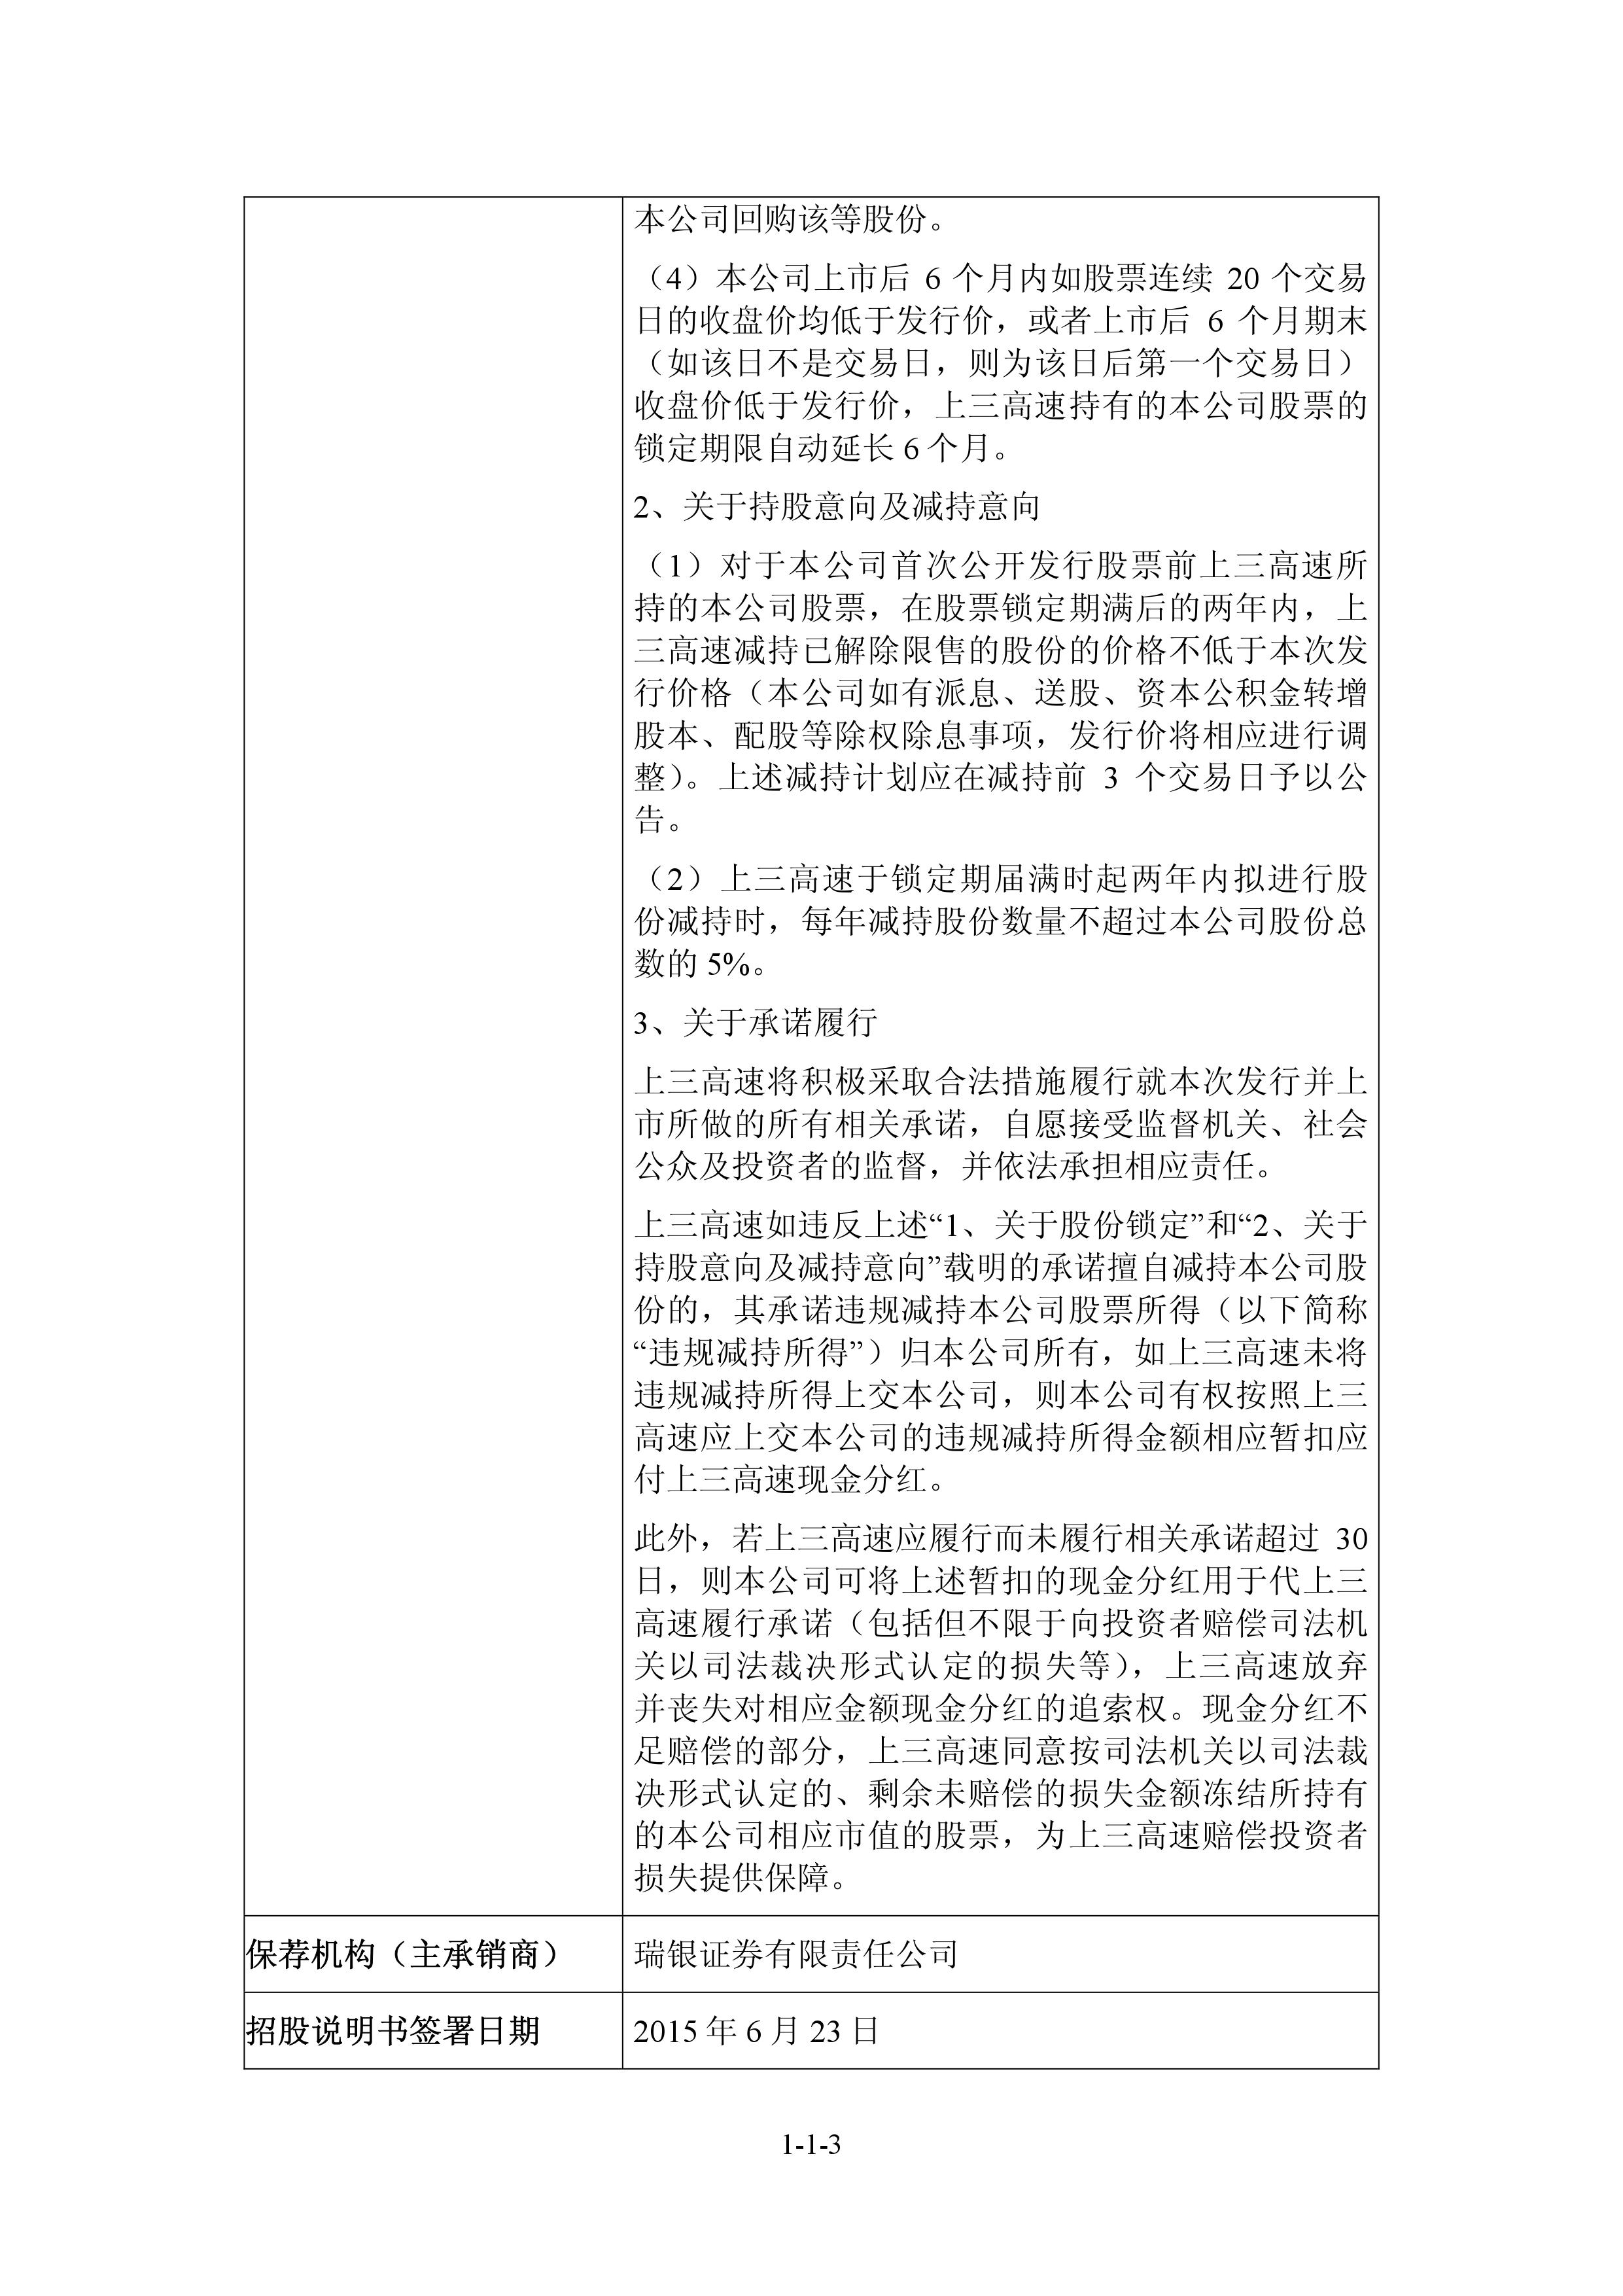 本公司回购该等股份。
（4）本公司上市后 6 个月内如股票连续 20 个交易
日的收盘价均低于发行价，或者上市后 6 个月期末
（如该日不是交易日，则为该日后第一个交易日）
收盘价低于发行价，上三高速持有的本公司股票的
锁定期限自动延长 6 个月。
2、关于持股意向及减持意向
（1）对于本公司首次公开发行股票前上三高速所
持的本公司股票，在股票锁定期满后的两年内，上
三高速减持已解除限售的股份的价格不低于本次发
行价格（本公司如有派息、送股、资本公积金转增
股本、配股等除权除息事项，发行价将相应进行调
整）。上述减持计划应在减持前 3 个交易日予以公
告。
（2）上三高速于锁定期届满时起两年内拟进行股
份减持时，每年减持股份数量不超过本公司股份总
数的 5%。
3、关于承诺履行
上三高速将积极采取合法措施履行就本次发行并上
市所做的所有相关承诺，自愿接受监督机关、社会
公众及投资者的监督，并依法承担相应责任。
上三高速如违反上述“1、关于股份锁定”和“2、关于
持股意向及减持意向”载明的承诺擅自减持本公司股
份的，其承诺违规减持本公司股票所得（以下简称
“违规减持所得”）归本公司所有，如上三高速未将
违规减持所得上交本公司，则本公司有权按照上三
高速应上交本公司的违规减持所得金额相应暂扣应
付上三高速现金分红。
此外，若上三高速应履行而未履行相关承诺超过 30
日，则本公司可将上述暂扣的现金分红用于代上三
高速履行承诺（包括但不限于向投资者赔偿司法机
关以司法裁决形式认定的损失等），上三高速放弃
并丧失对相应金额现金分红的追索权。现金分红不
足赔偿的部分，上三高速同意按司法机关以司法裁
决形式认定的、剩余未赔偿的损失金额冻结所持有
的本公司相应市值的股票，为上三高速赔偿投资者
损失提供保障。
保荐机构（主承销商） 瑞银证券有限责任公司
招股说明书签署日期 2015 年 6 月 23 日
1-1-3